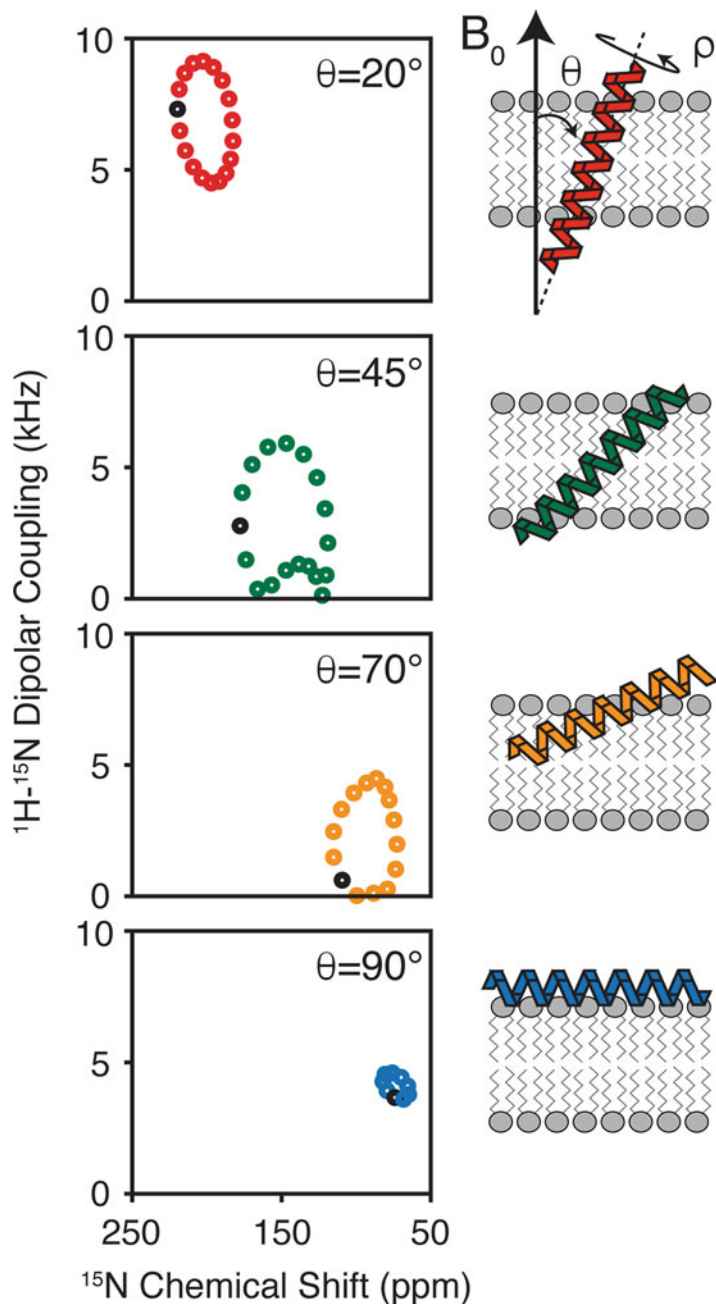 10
θ=20°
5
0
B0
θ
ρ
10
θ=45°
5
0
10
θ=70°
5
0
10
θ=90°
5
0
250 150 50
15N Chemical Shift (ppm)
1H-15N Dipolar Coupling (kHz)